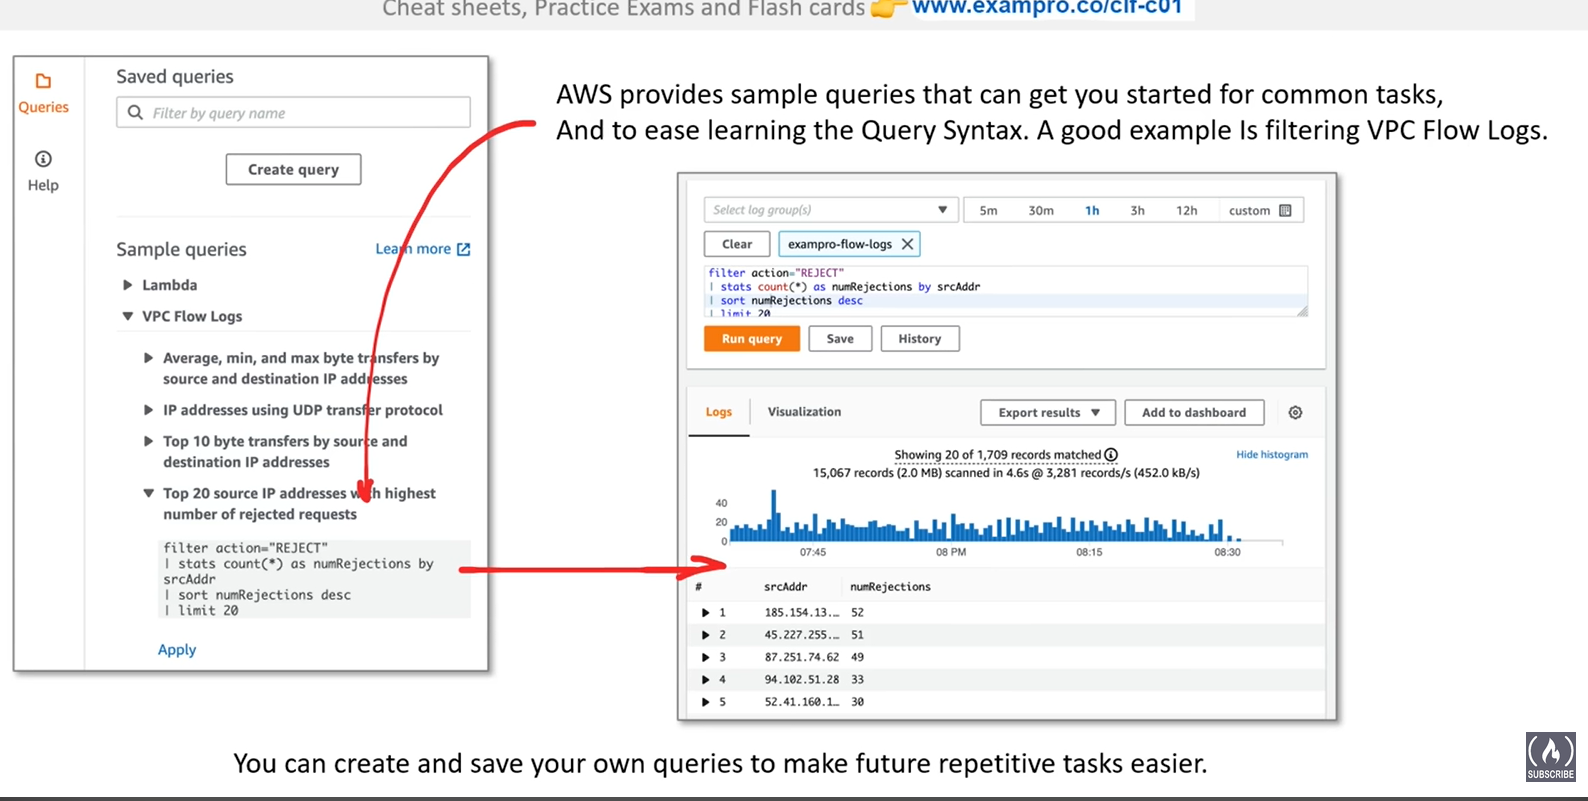 Cheat sheets, Practice Exams and Flash cards www.exampro.co/clf-c01
Queries
Help
Saved queries
Filter by query name
Create query
Sample queries Learn more
Lambda
VPC Flow Logs
Average, min, and max byte transfers by
source and destination IP addresses
IP addresses using UDP transfer protocol
Top 10 byte transfers by source and
destination IP addresses
Top 20 source IP addresses with highest
number of rejected requests
filter action="REJECT"
| stats count(*) as numRejections by
srcAddr
| sort numRejections desc
| limit 20
Apply
AWS provides sample queries that can get you started for common tasks,
And to ease learning the Query Syntax. A good example Is filtering VPC Flow Logs.
Select log group(s) 5m 30m 1h 3h 12h custom
Clear exampro-flow-logs
filter action="REJECT"
| stats count(*) as numRejections by srcAddr
| sort numRejections desc
| limit 20
Run query Save History
Logs Visualization Export results Add to dashboard
Showing 20 of 1,709 records matched Hide histogram
15,067 records (2.0 MB) scanned in 4.6s @ 3,281 records/s (452.0 kB/s)
40
20
0
07:45 08 PM 08:15 08:30
# srcAddr numRejections
1 185.154.13... 52
2 45.227.255... 51
3 87.251.74.62 49
4 94.102.51.28 33
5 52.41.160.1... 30
You can create and save your own queries to make future repetitive tasks easier.
SUBSCRIBE